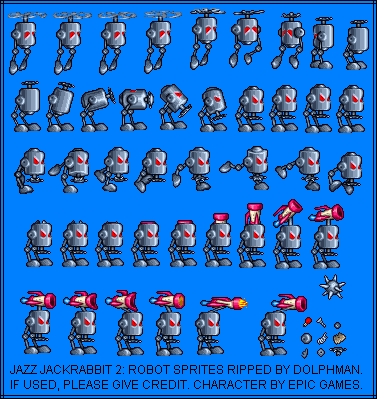 JAZZ JACKRABBIT 2: ROBOT SPRITES RIPPED BY DOLPHMAN.
IF USED, PLEASE GIVE CREDIT. CHARACTER BY EPIC GAMES.